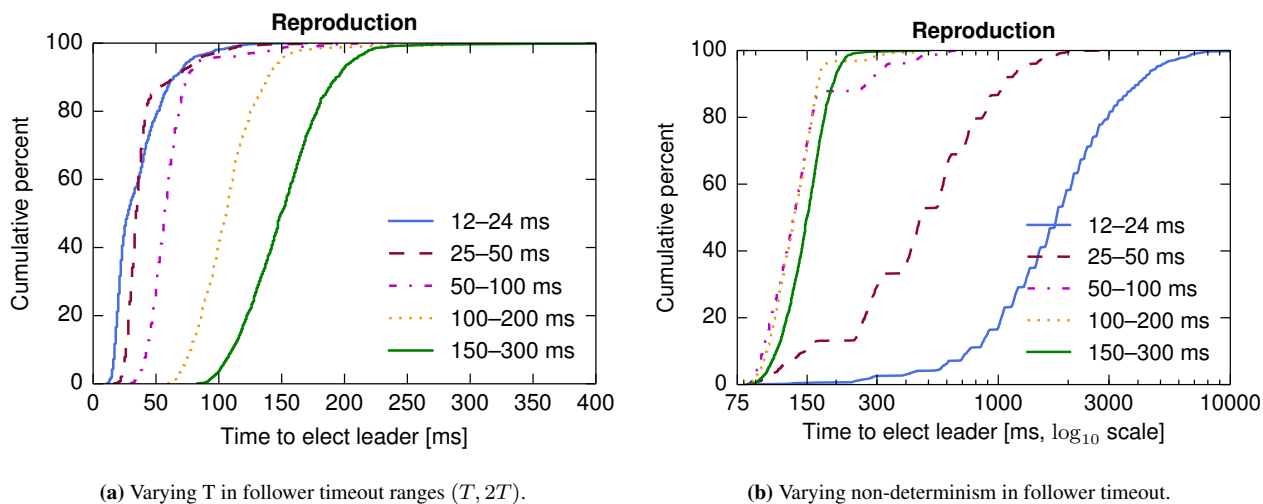 Reproduction
100
80
60
40
20
0
Cumulative percent
12–24 ms
25–50 ms
50–100 ms
100–200 ms
150–300 ms
0 50 100 150 200 250 300 350 400
Time to elect leader [ms]
(a) Varying T in follower timeout ranges (T, 2T).
Reproduction
100
80
60
40
20
0
Cumulative percent
12–24 ms
25–50 ms
50–100 ms
100–200 ms
150–300 ms
75 150 300 1000 3000 10000
Time to elect leader [ms, log₁₀ scale]
(b) Varying non-determinism in follower timeout.